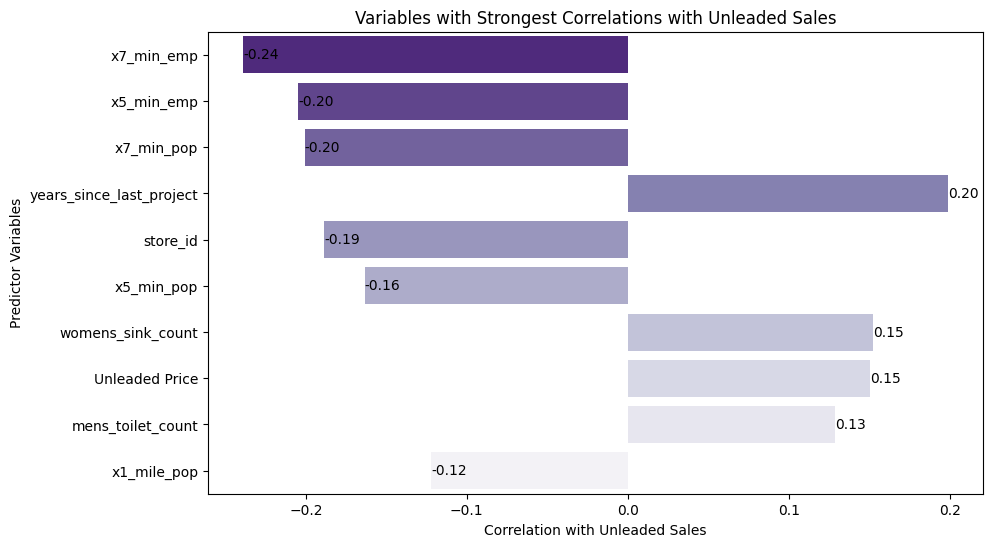 Variables with Strongest Correlations with Unleaded Sales
Predictor Variables
x7_min_emp
-0.24
x5_min_emp
-0.20
x7_min_pop
-0.20
years_since_last_project
0.20
store_id
-0.19
x5_min_pop
-0.16
womens_sink_count
0.15
Unleaded Price
0.15
mens_toilet_count
0.13
x1_mile_pop
-0.12
−0.2
−0.1
0.0
0.1
0.2
Correlation with Unleaded Sales